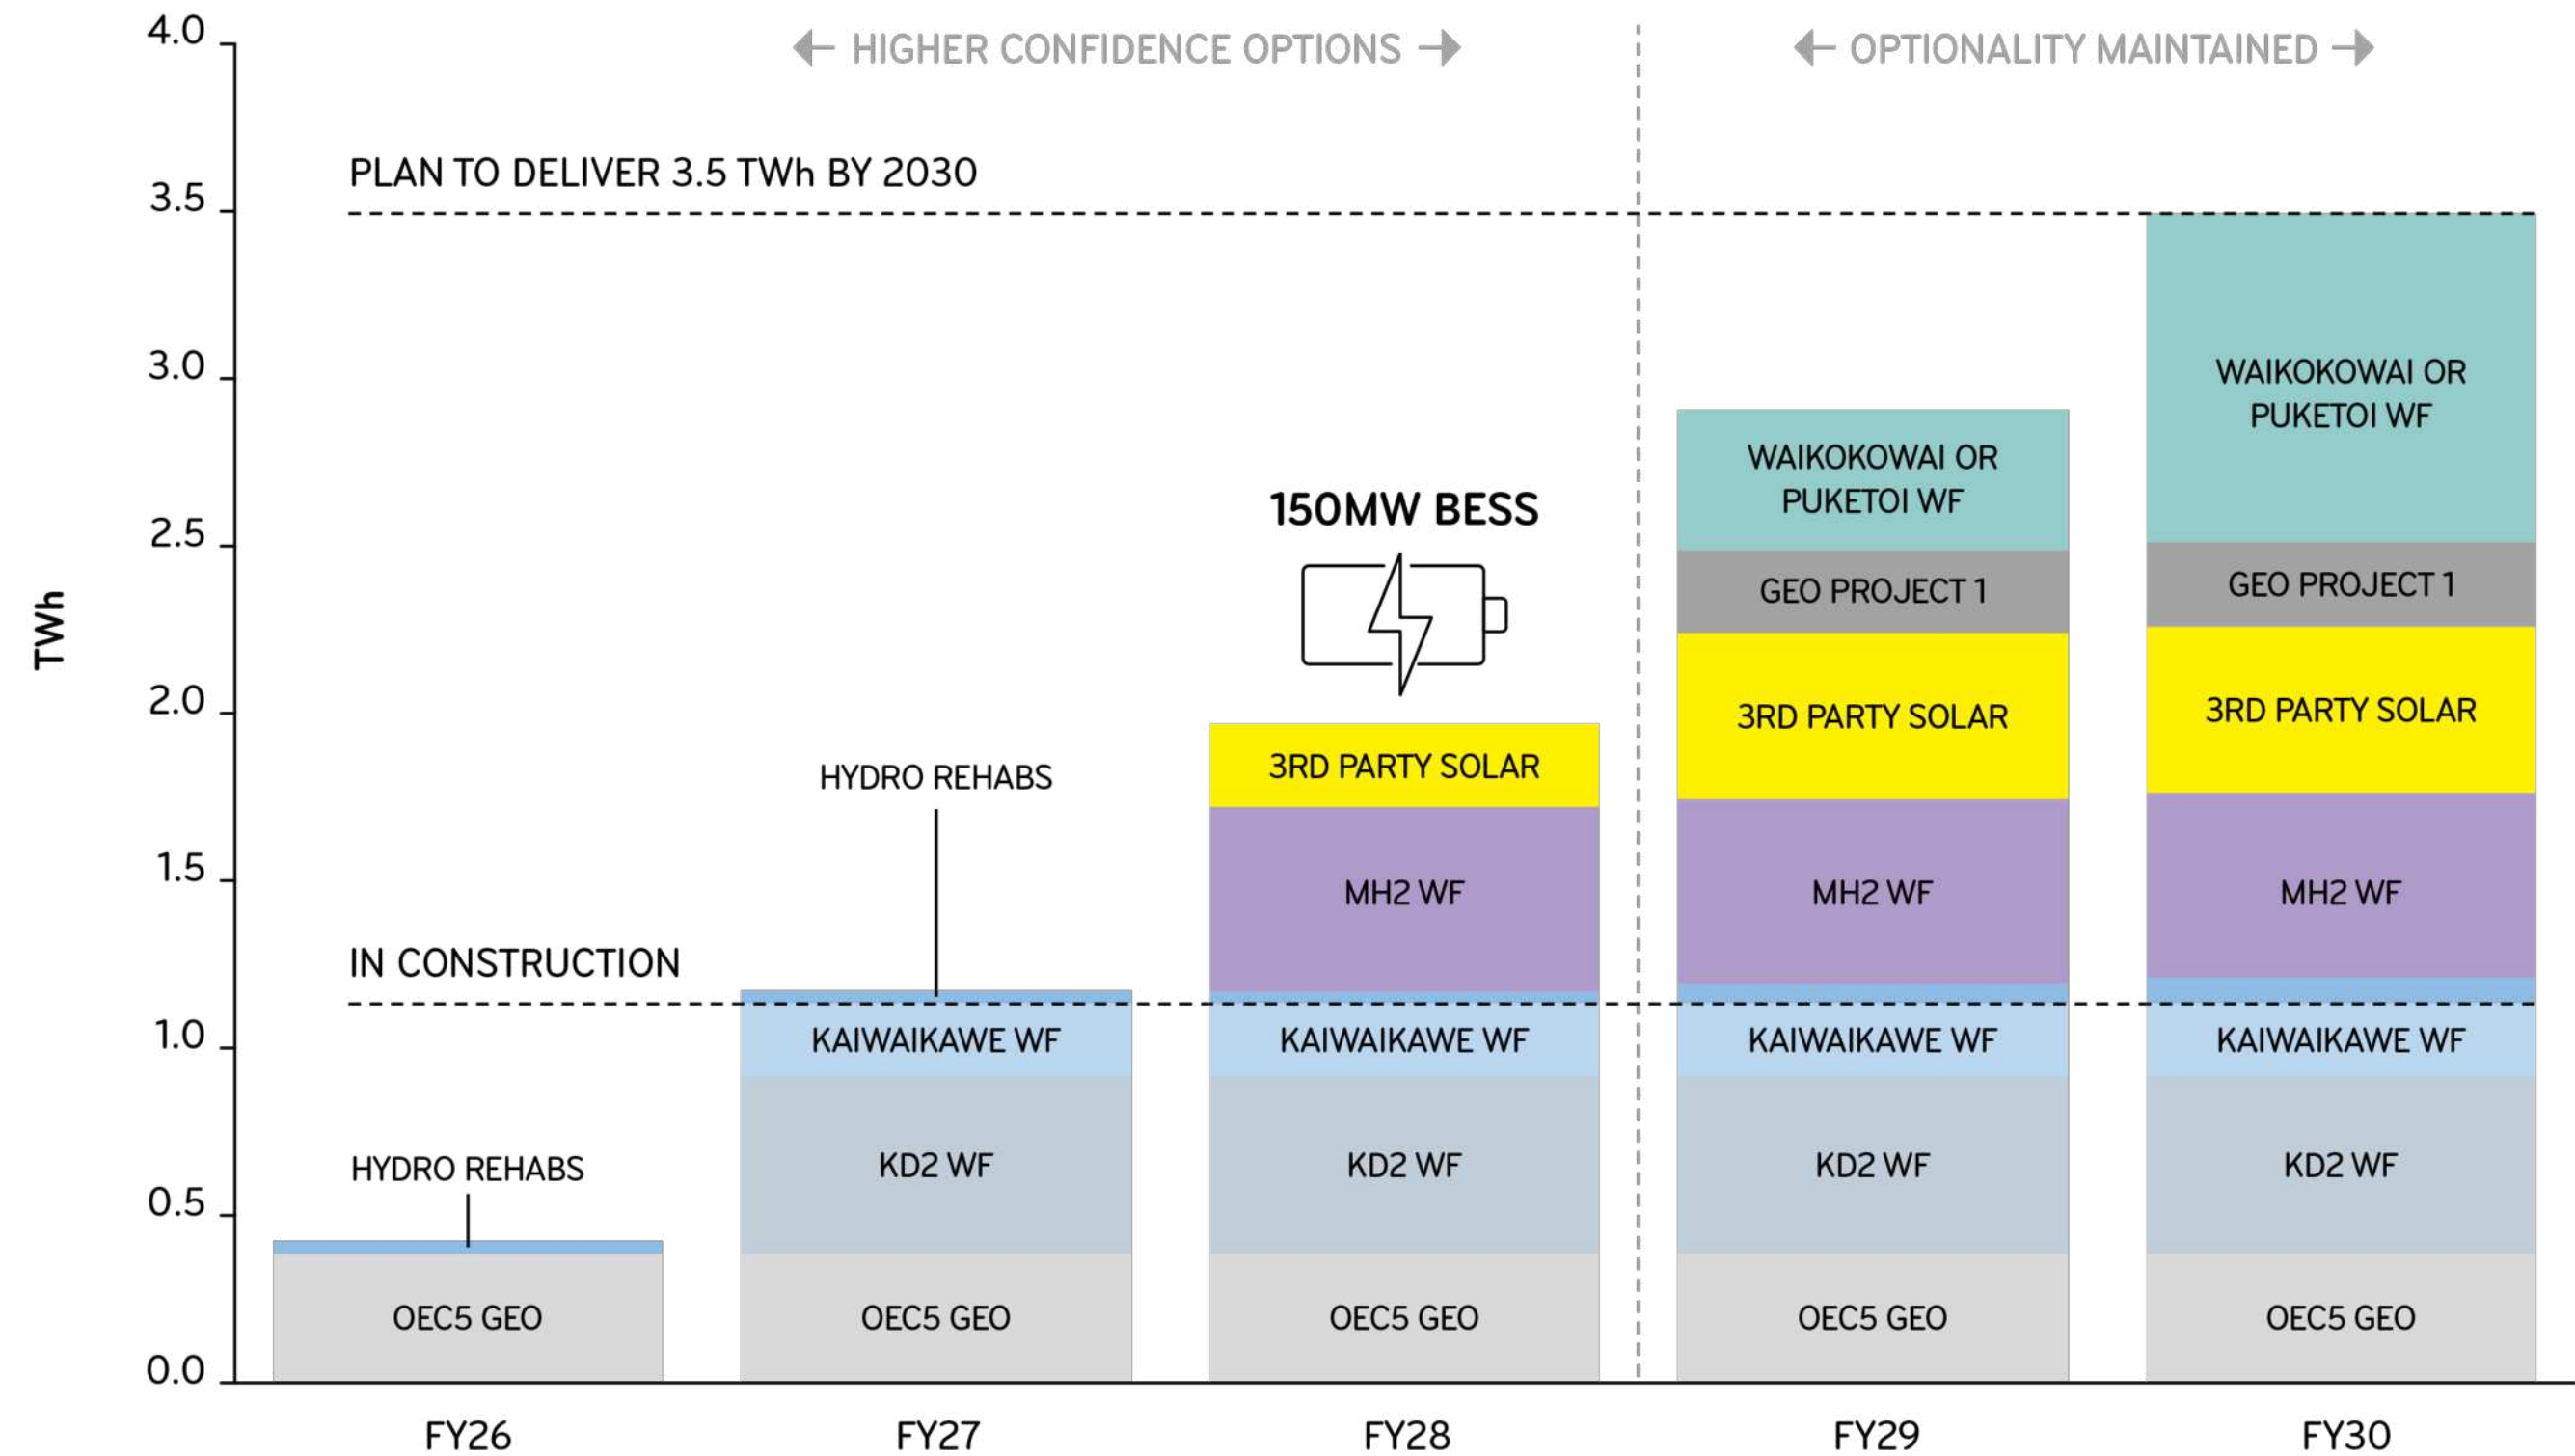 HIGHER CONFIDENCE OPTIONS
OPTIONALITY MAINTAINED
TWh
4.0
3.5
3.0
2.5
2.0
1.5
1.0
0.5
0.0
PLAN TO DELIVER 3.5 TWh BY 2030
IN CONSTRUCTION
HYDRO REHABS
OEC5 GEO
FY26
HYDRO REHABS
KAIWAIKAWE WF
KD2 WF
OEC5 GEO
FY27
150MW BESS
3RD PARTY SOLAR
MH2 WF
KAIWAIKAWE WF
KD2 WF
OEC5 GEO
FY28
WAIKOKOWAI OR
PUKETOI WF
GEO PROJECT 1
3RD PARTY SOLAR
MH2 WF
KAIWAIKAWE WF
KD2 WF
OEC5 GEO
FY29
WAIKOKOWAI OR
PUKETOI WF
GEO PROJECT 1
3RD PARTY SOLAR
MH2 WF
KAIWAIKAWE WF
KD2 WF
OEC5 GEO
FY30